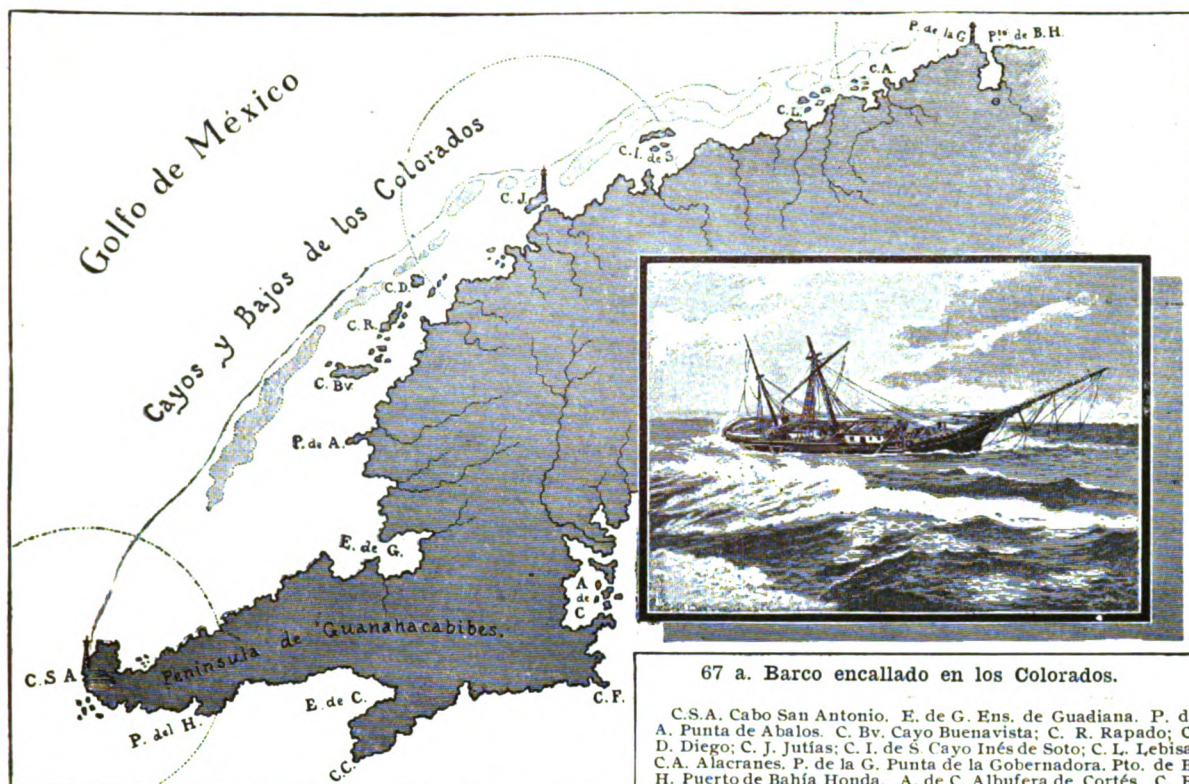 Golfo de México
Cayos y Bajos de los Colorados
P. de la G.
Pto de B.H.
C.A.
C.L.
C.I. de S.
C.J.
C.D.
C.R.
C. Bv.
P. de A.
E. de G.
A
de
C
Peninsula de Guanahacabibes.
C.S A.
P. del H.
E. de C.
C.F.
C.C.
67 a. Barco encallado en los Colorados.
C.S.A. Cabo San Antonio. E. de G. Ens. de Guadiana. P. d
A. Punta de Abalos. C. Bv. Cayo Buenavista; C. R. Rapado; C
D. Diego; C. J. Jutías; C. I. de S. Cayo Inés de Soto; C. L. Lebisa
C.A. Alacranes. P. de la G. Punta de la Gobernadora. Pto. de B
H. Puerto de Bahía Honda. A. de C. Albufera de Cortés. C.